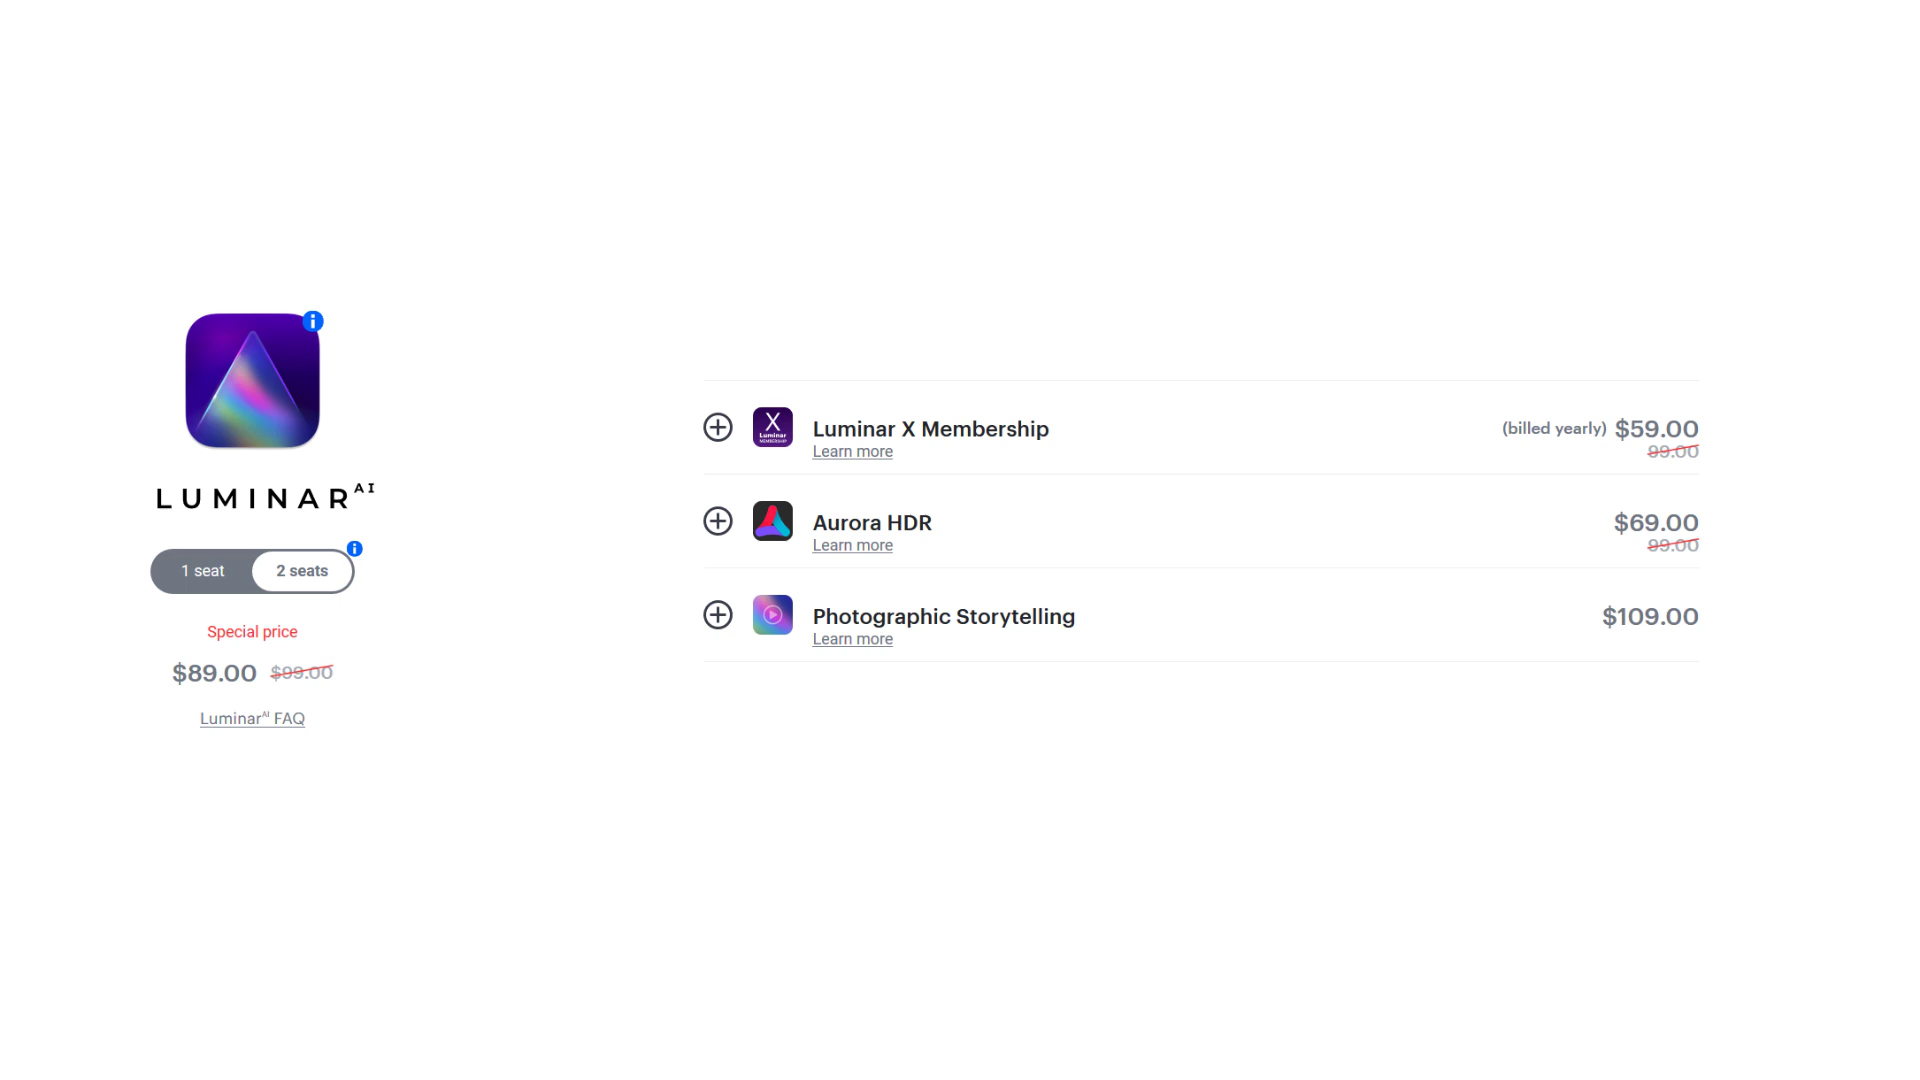 LUMINAR AI
1 seat 2 seats
Special price
$89.00 $99.00
Luminar AI FAQ
X
Luminar
MEMBERSHIP
Luminar X Membership
Learn more
(billed yearly) $59.00
99.00
Aurora HDR
Learn more
$69.00
99.00
Photographic Storytelling
Learn more
$109.00